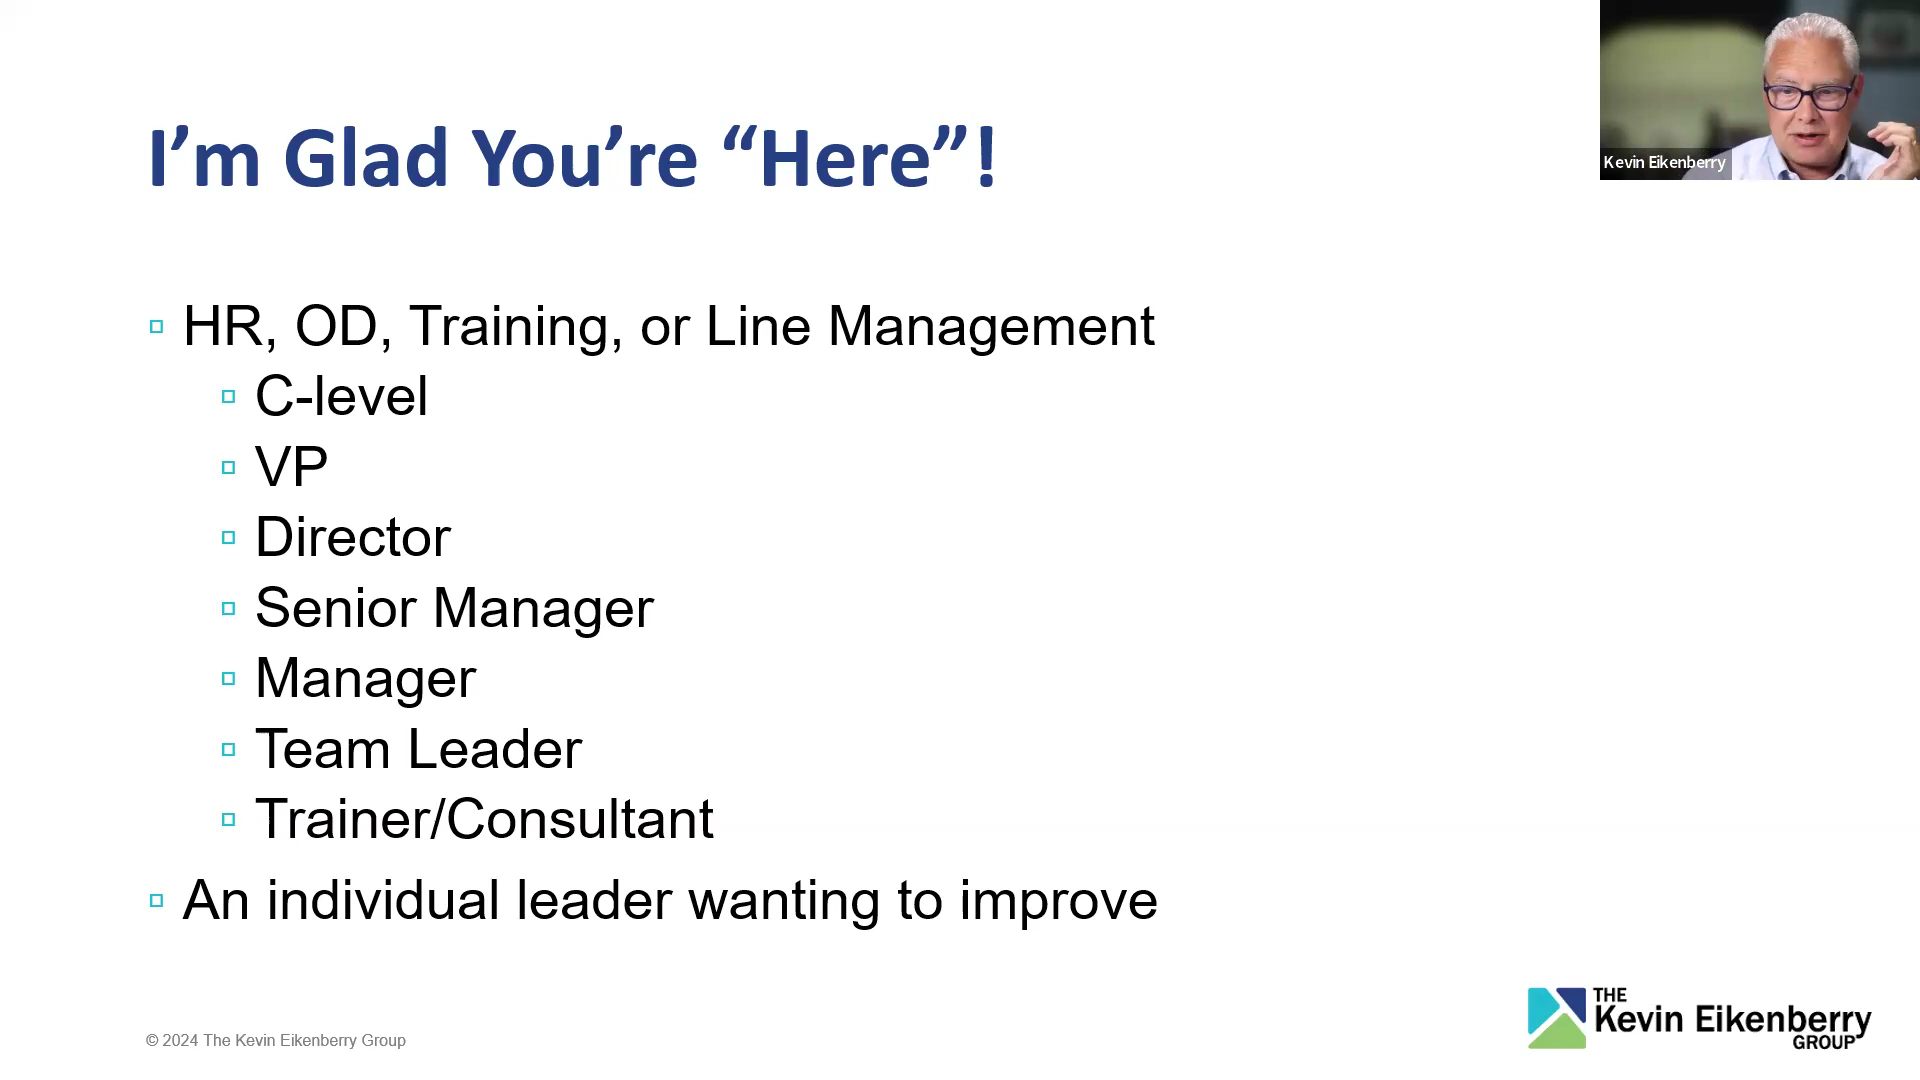 I’m Glad You’re “Here”!
Kevin Eikenberry
HR, OD, Training, or Line Management
C-level
VP
Director
Senior Manager
Manager
Team Leader
Trainer/Consultant
An individual leader wanting to improve
© 2024 The Kevin Eikenberry Group
THE
Kevin Eikenberry
GROUP